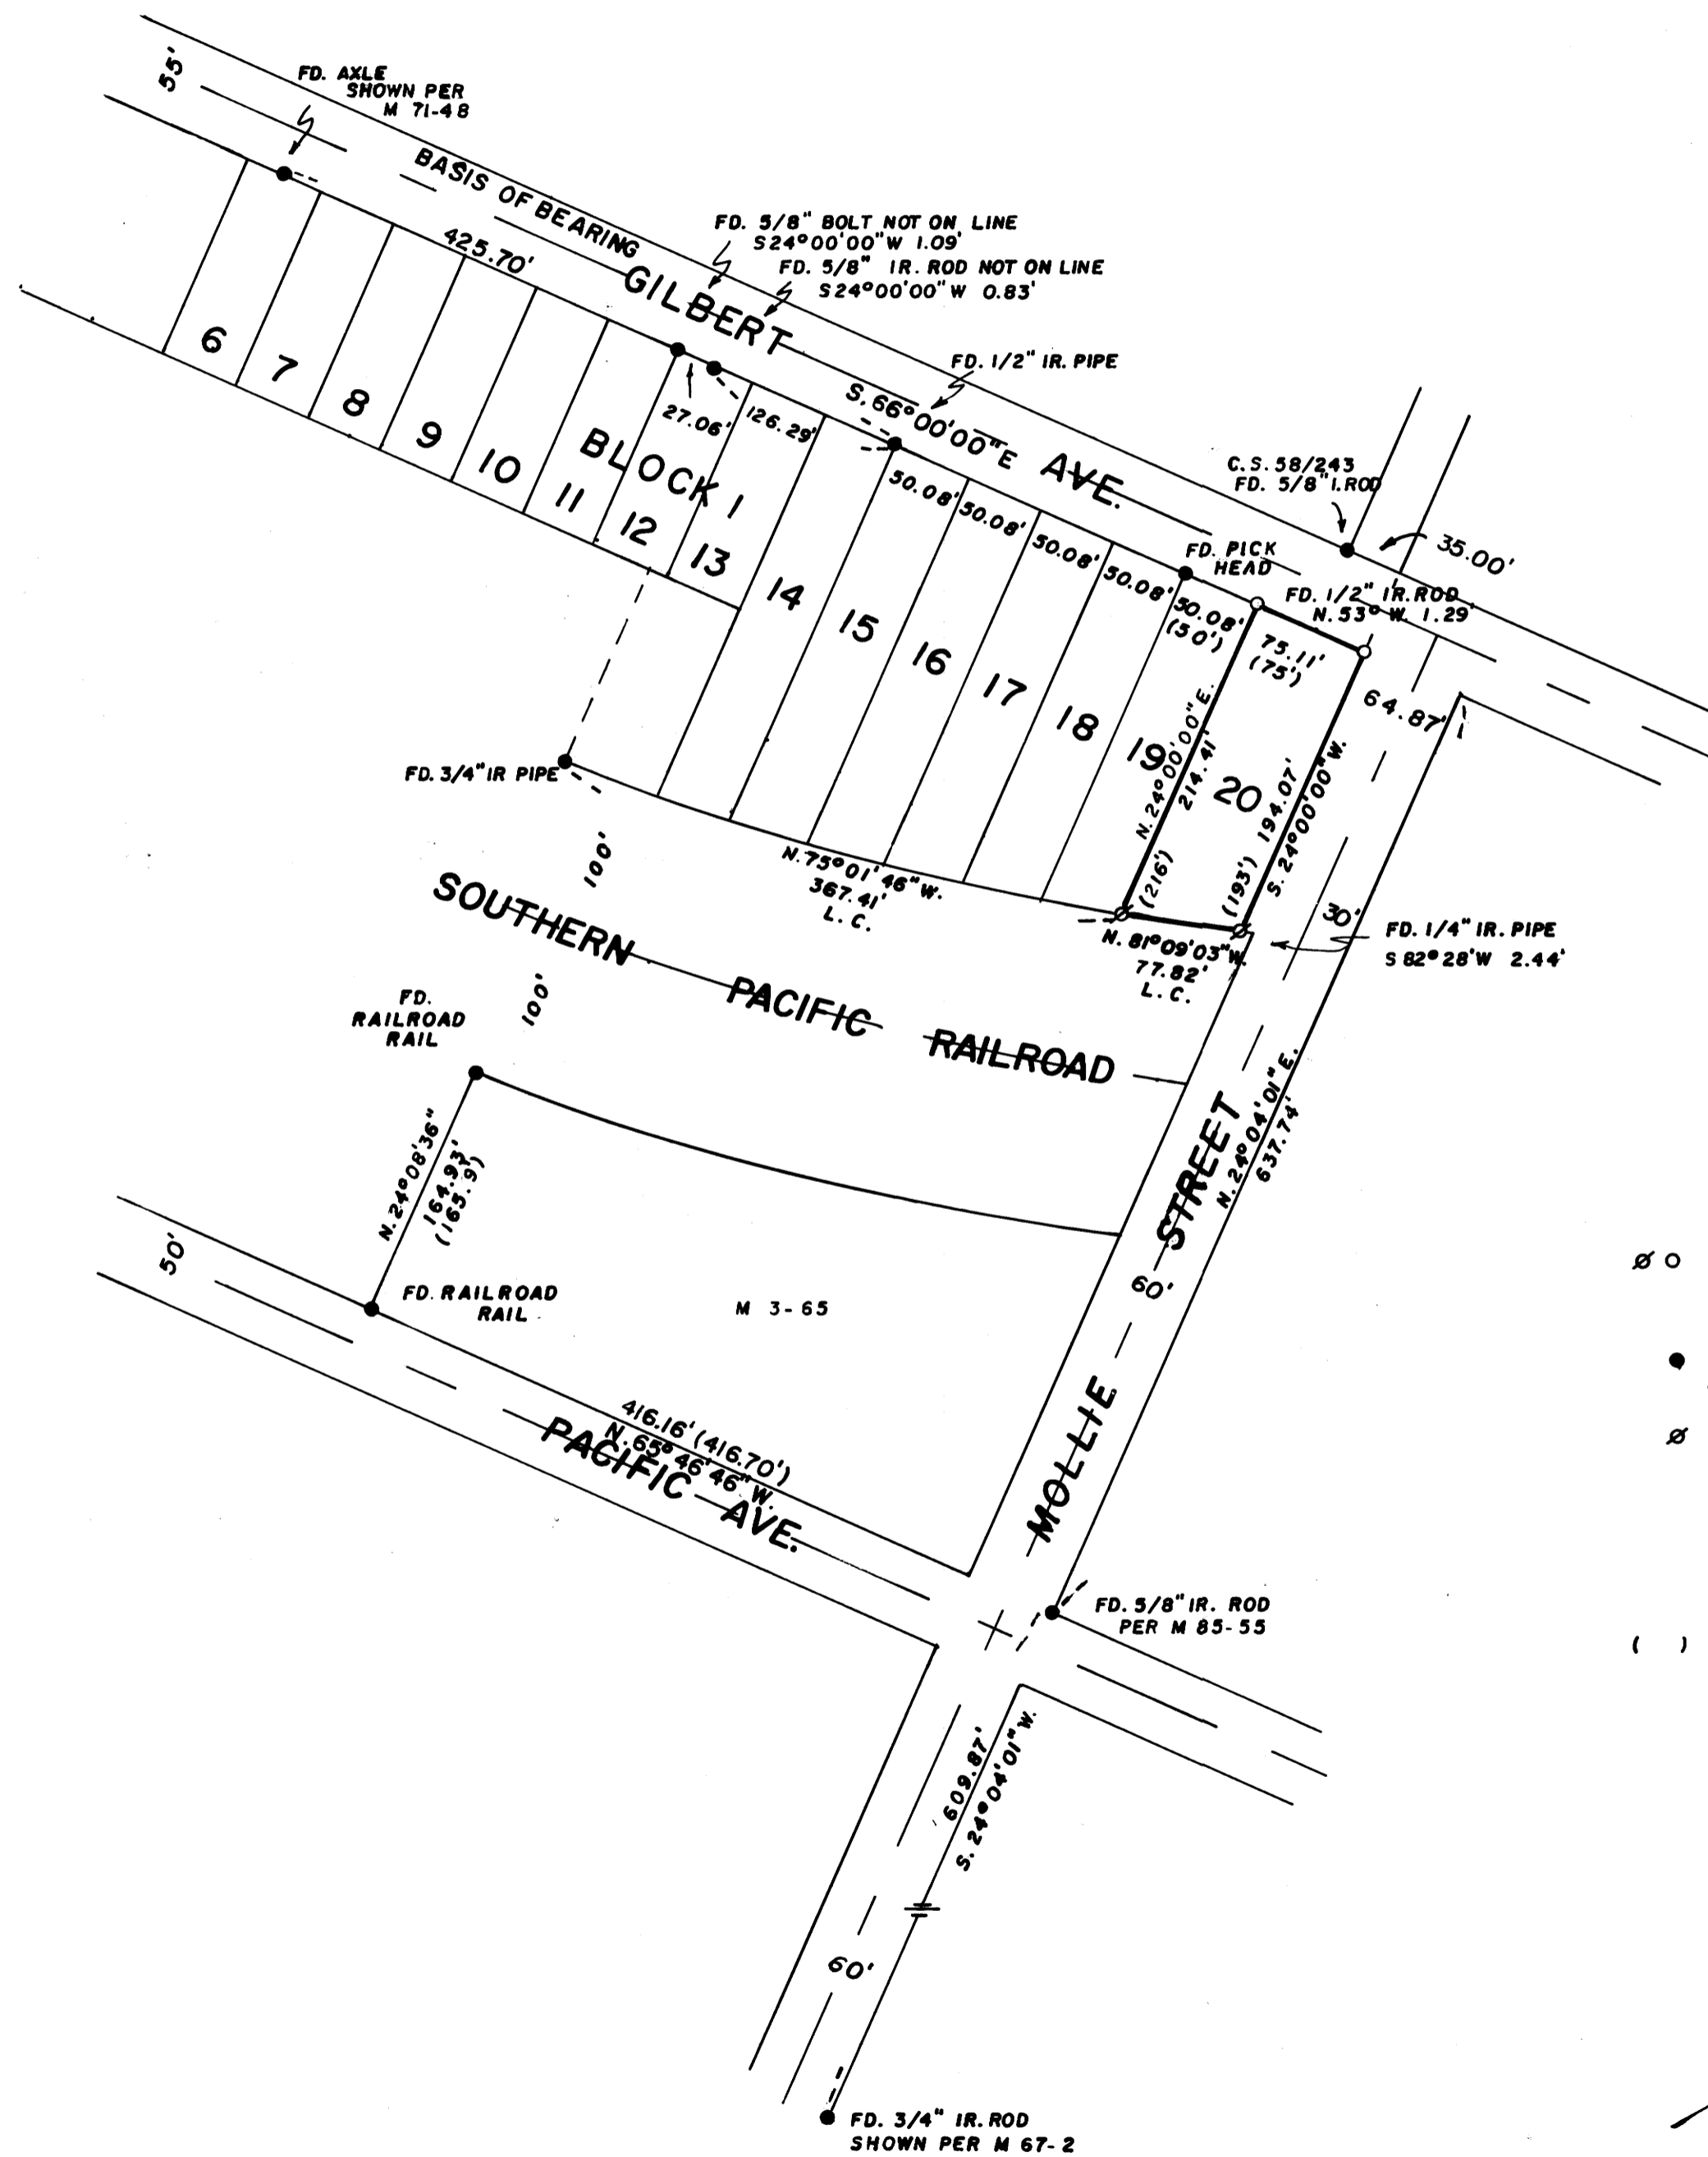 55'
FD. AXLE
SHOWN PER
M 71-48
BASIS OF BEARING
425.70'
FD. 5/8" BOLT NOT ON LINE
S24°00'00"W 1.09'
FD. 5/8" IR. ROD NOT ON LINE
S24°00'00"W 0.83'
GILBERT AVE.
S. 66°00'00"E
FD. 1/2" IR. PIPE
C.S. 58/243
FD. 5/8" I.ROD
35.00'
27.06'
126.29'
50.08'
50.08'
50.08'
50.08'
50.08'
(50')
FD. PICK
HEAD
FD. 1/2" IR. ROD
N. 53° W. 1.29'
75.11'
(75')
64.87'
6
7
8
9
10
11
12
13
14
15
16
17
18
19
20
BLOCK 1
N. 24°00'00"E.
214.41'
(216')
S. 24°00'00"W.
194.07'
(193')
FD. 3/4" IR PIPE
100'
N. 75°01'46"W.
367.41'
L.C.
N. 81°09'03"W.
77.82'
L.C.
30'
FD. 1/4" IR. PIPE
S 82°28'W 2.44'
SOUTHERN PACIFIC RAILROAD
100'
FD.
RAILROAD
RAIL
N. 24°08'36"
164.93'
(165.9')
MOLLIE STREET
N. 24°04'01"E.
637.74'
60'
50'
FD. RAILROAD
RAIL
M 3-65
416.16' (416.70')
N. 65°46'46"W.
PACIFIC AVE.
FD. 5/8" IR. ROD
PER M 85-55
( )
609.87'
S. 24°04'01"W.
60'
FD. 3/4" IR. ROD
SHOWN PER M 67-2